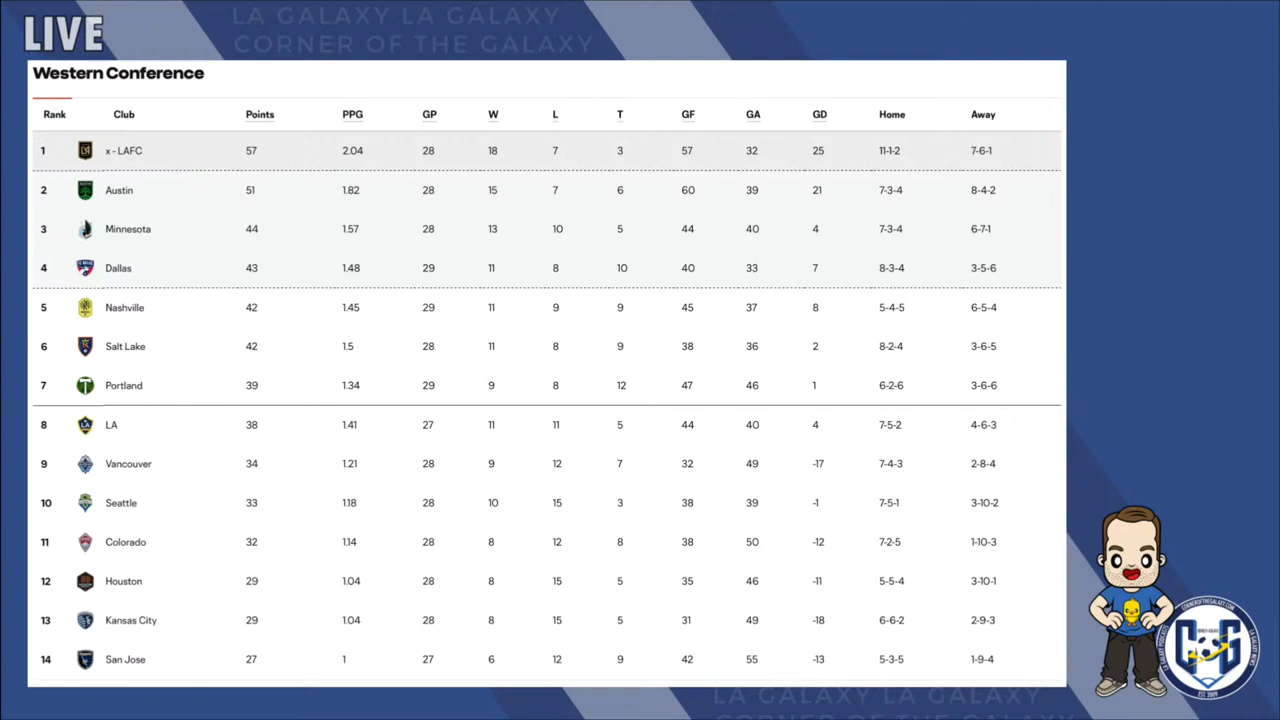 LIVE
LA GALAXY LA GALAXY
CORNER OF THE GALAXY
Western Conference
Rank Club Points PPG GP W L T GF GA GD Home Away
1 x - LAFC 57 2.04 28 18 7 3 57 32 25 11-1-2 7-6-1
2 Austin 51 1.82 28 15 7 6 60 39 21 7-3-4 8-4-2
3 Minnesota 44 1.57 28 13 10 5 44 40 4 7-3-4 6-7-1
4 Dallas 43 1.48 29 11 8 10 40 33 7 8-3-4 3-5-6
5 Nashville 42 1.45 29 11 9 9 45 37 8 5-4-5 6-5-4
6 Salt Lake 42 1.5 28 11 8 9 38 36 2 8-2-4 3-6-5
7 Portland 39 1.34 29 9 8 12 47 46 1 6-2-6 3-6-6
8 LA 38 1.41 27 11 11 5 44 40 4 7-5-2 4-6-3
9 Vancouver 34 1.21 28 9 12 7 32 49 -17 7-4-3 2-8-4
10 Seattle 33 1.18 28 10 15 3 38 39 -1 7-5-1 3-10-2
11 Colorado 32 1.14 28 8 12 8 38 50 -12 7-2-5 1-10-3
12 Houston 29 1.04 28 8 15 5 35 46 -11 5-5-4 3-10-1
13 Kansas City 29 1.04 28 8 15 5 31 49 -18 6-6-2 2-9-3
14 San Jose 27 1 27 6 12 9 42 55 -13 5-3-5 1-9-4
CORNEROFTHEGALAXY.COM
LA GALAXY PODCASTS
LA GALAXY NEWS
EST. 2009
LA GALAXY LA GALAXY
CORNER OF THE GALAXY